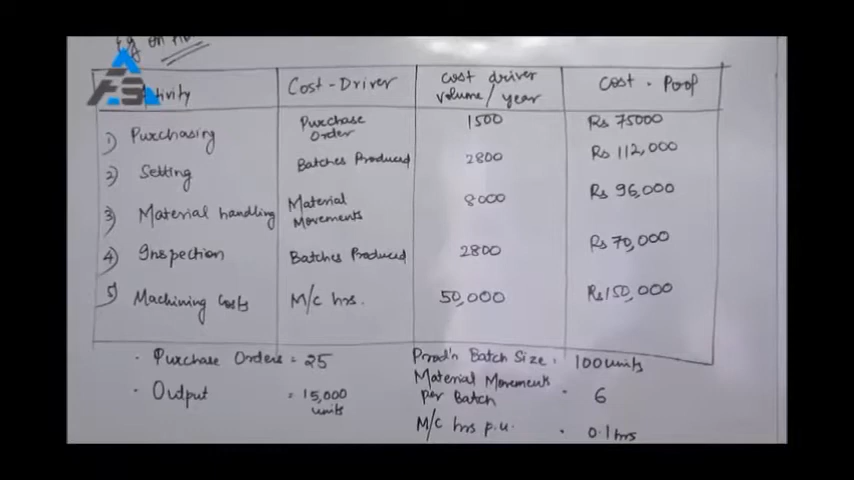 Eg on
Activity Cost-Driver cost driver volume/year Cost. Pool
1) Purchasing Purchase Order 1500 Rs 75000
2) Setting Batches Produced 2800 Rs 112,000
3) Material handling Material Movements 8000 Rs 96,000
4) Inspection Batches Produced 2800 Rs 70,000
5) Machining Costs M/C hrs. 50,000 Rs 150,000
· Purchase Orders = 25
· Output = 15,000 units
Prod'n Batch Size · 100 units
Material Movements per Batch · 6
M/C hrs p.u. · 0.1 hrs